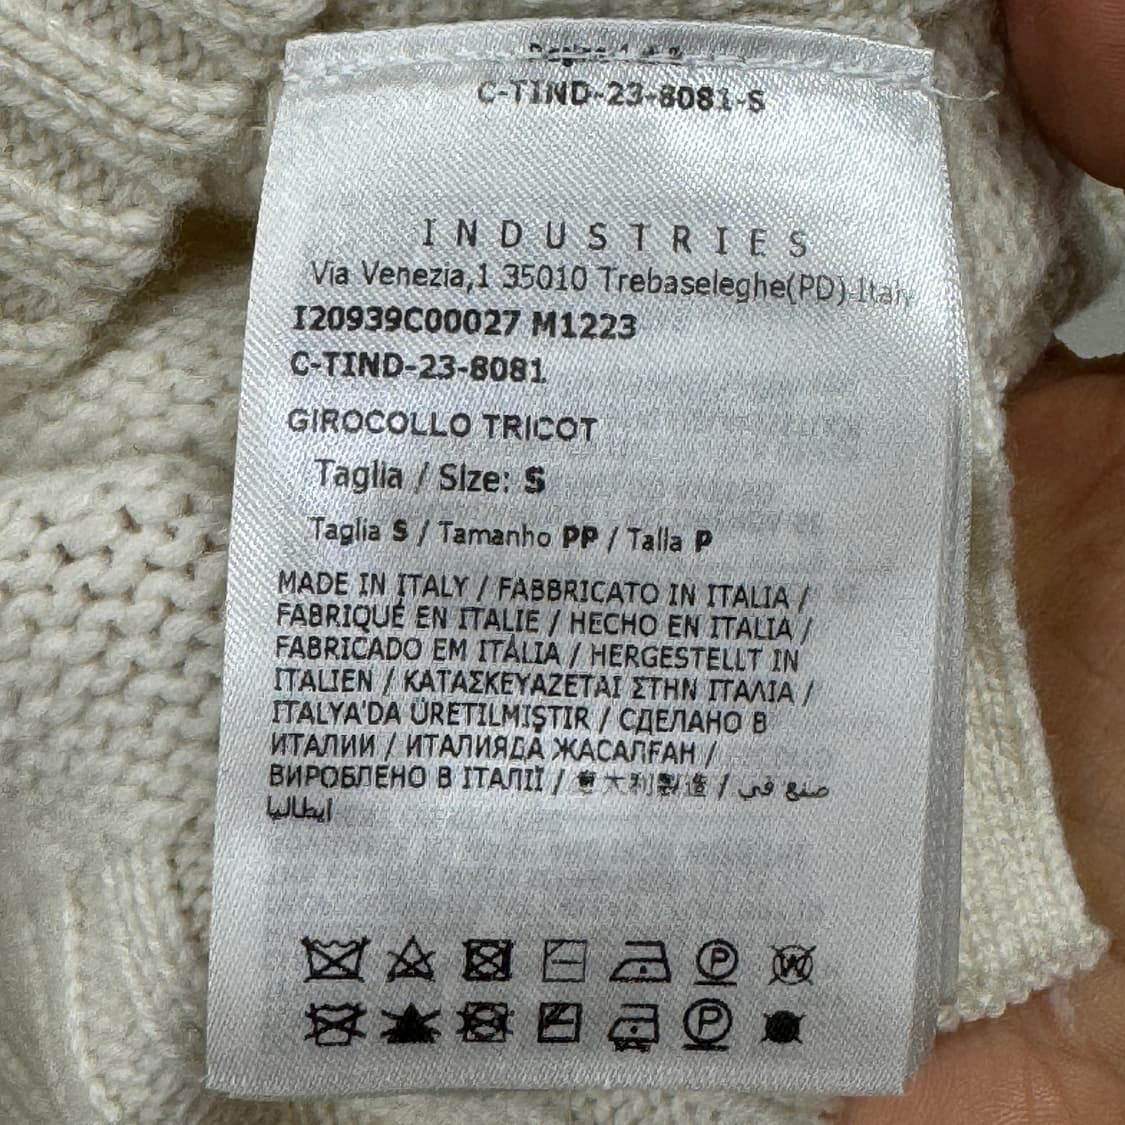 C-TIND-23-8081-S
INDUSTRIES
Via Venezia,1 35010 Trebaseleghe(PD)-Italy
I20939C00027 M1223
C-TIND-23-8081
GIROCOLLO TRICOT
Taglia / Size: S
Taglia S / Tamanho PP / Talla P
MADE IN ITALY / FABBRICATO IN ITALIA /
FABRIQUÉ EN ITALIE / HECHO EN ITALIA /
FABRICADO EM ITÁLIA / HERGESTELLT IN
ITALIEN / ΚΑΤΑΣΚΕΥΑΖΕΤΑΙ ΣΤΗΝ ΙΤΑΛΙΑ /
ITALYA'DA ÜRETILMIŞTIR / СДЕЛАНО В
ИТАЛИИ / ИТАЛИЯДА ЖАСАЛҒАН /
ВИРОБЛЕНО В ІТАЛІЇ / 意大利製造 / صنع في
ايطاليا
P W
P